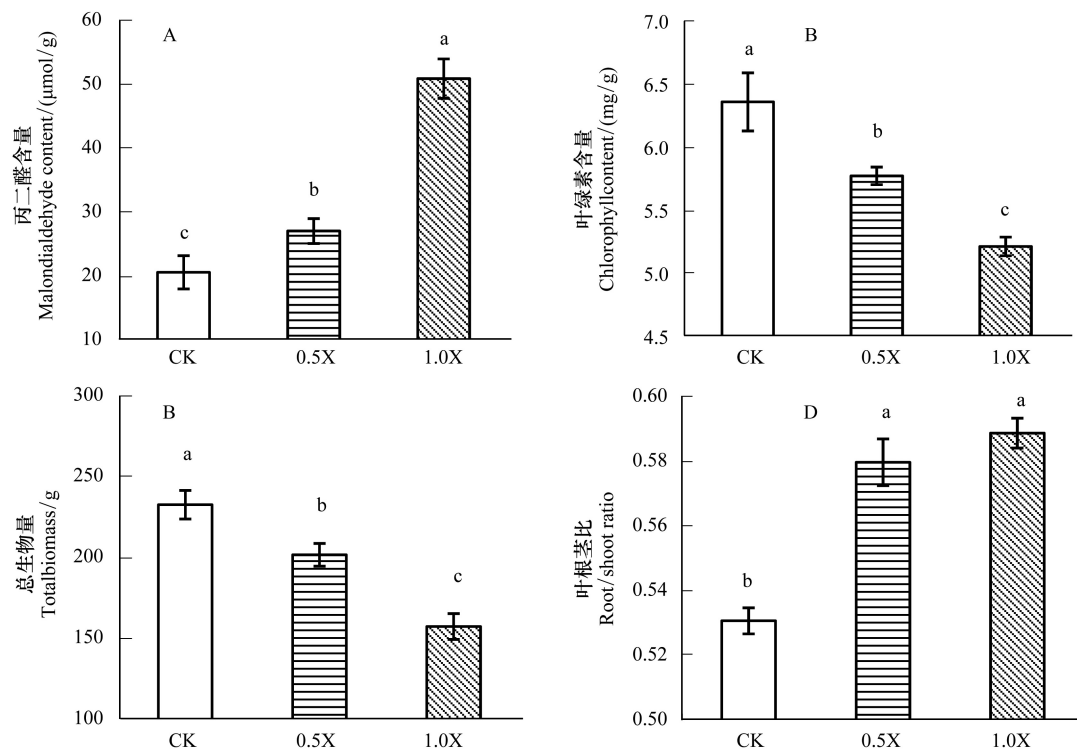 丙二醛含量
Malondialdehyde content/(μmol/g)
60
50
40
30
20
10
A
c
b
a
CK
0.5X
1.0X
叶绿素含量
Chlorophyllcontent/(mg/g)
7.0
6.5
6.0
5.5
5.0
4.5
B
a
b
c
CK
0.5X
1.0X
总生物量
Totalbiomass/g
300
250
200
150
100
B
a
b
c
CK
0.5X
1.0X
叶根茎比
Root/shoot ratio
0.60
0.58
0.56
0.54
0.52
0.50
D
b
a
a
CK
0.5X
1.0X